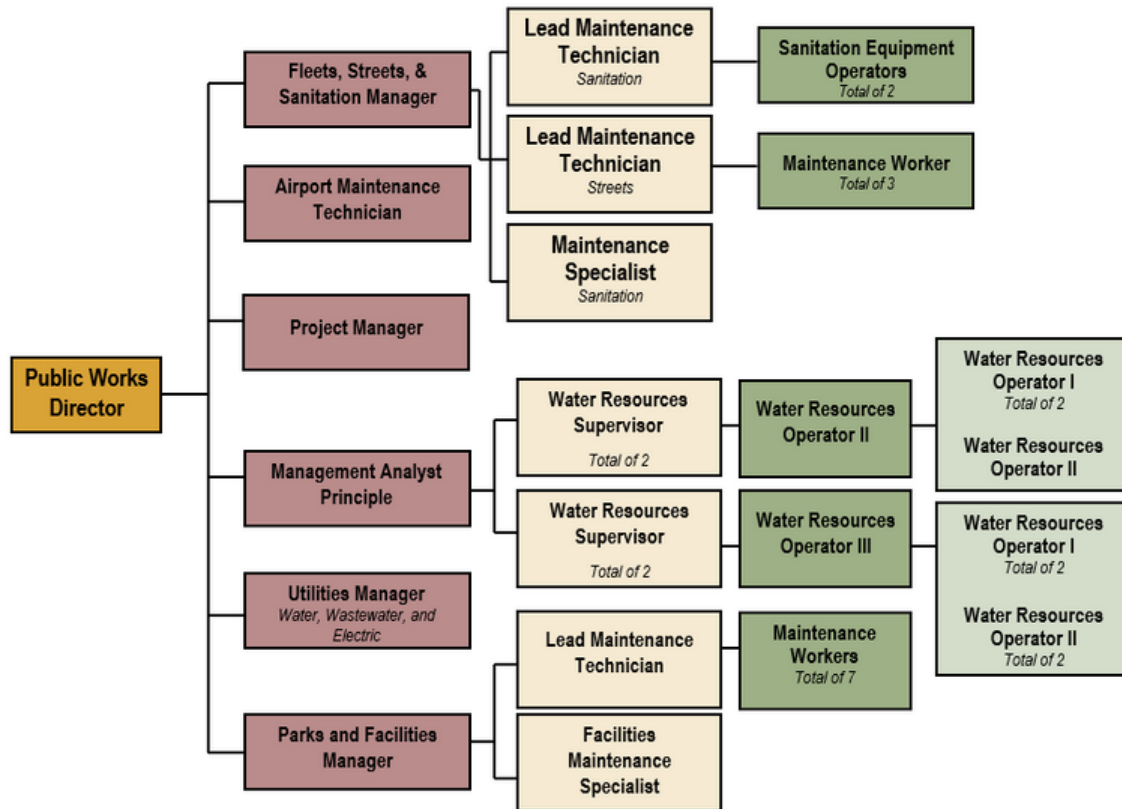 Public Works
Director
Fleets, Streets, &
Sanitation Manager
Lead Maintenance
Technician
Sanitation
Sanitation Equipment
Operators
Total of 2
Lead Maintenance
Technician
Streets
Maintenance Worker
Total of 3
Maintenance
Specialist
Sanitation
Airport Maintenance
Technician
Project Manager
Management Analyst
Principle
Water Resources
Supervisor
Total of 2
Water Resources
Operator II
Water Resources
Operator I
Total of 2
Water Resources
Operator II
Water Resources
Supervisor
Total of 2
Water Resources
Operator III
Water Resources
Operator I
Total of 2
Water Resources
Operator II
Total of 2
Utilities Manager
Water, Wastewater, and
Electric
Parks and Facilities
Manager
Lead Maintenance
Technician
Maintenance
Workers
Total of 7
Facilities
Maintenance
Specialist